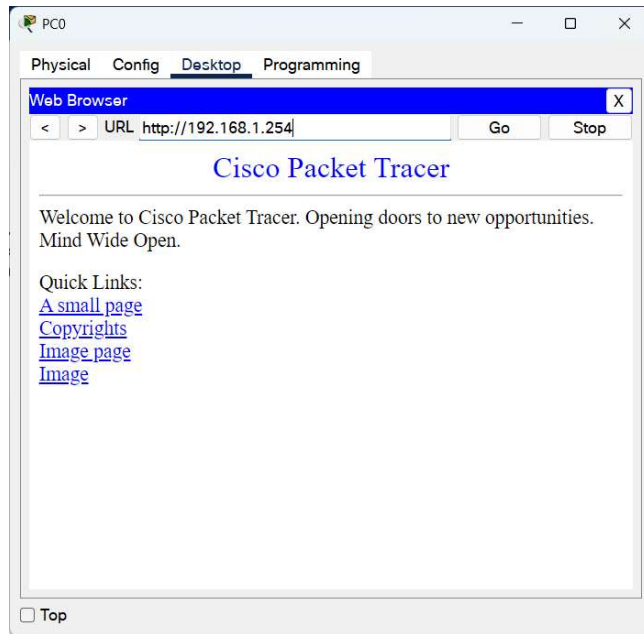 PC0
Physical Config Desktop Programming
Web Browser X
< > URL http://192.168.1.254 Go Stop
Cisco Packet Tracer
Welcome to Cisco Packet Tracer. Opening doors to new opportunities.
Mind Wide Open.
Quick Links:
A small page
Copyrights
Image page
Image
Top